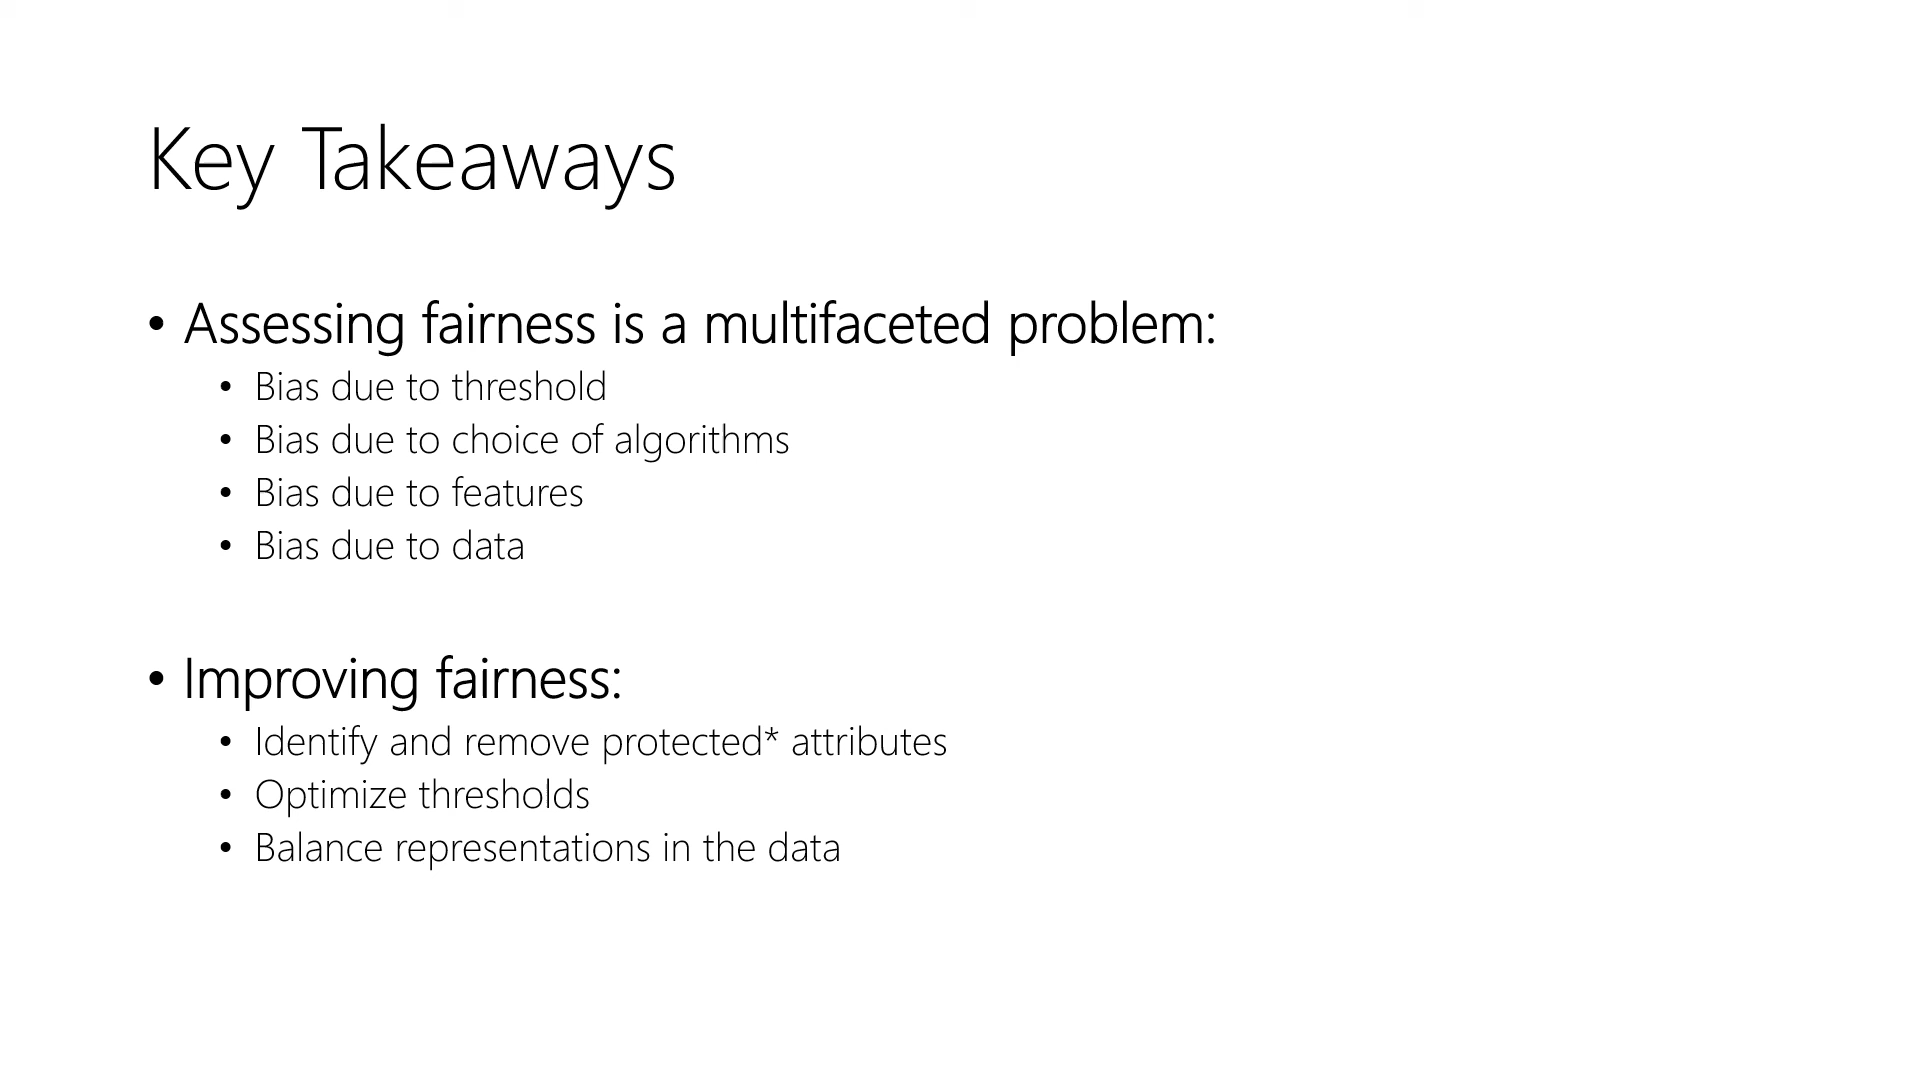 Key Takeaways
• Assessing fairness is a multifaceted problem:
• Bias due to threshold
• Bias due to choice of algorithms
• Bias due to features
• Bias due to data
• Improving fairness:
• Identify and remove protected* attributes
• Optimize thresholds
• Balance representations in the data